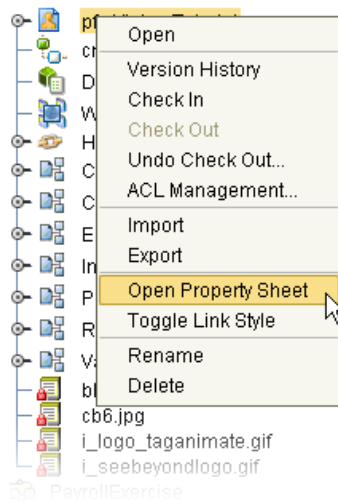 Open
Version History
Check In
Check Out
Undo Check Out...
ACL Management...
Import
Export
Open Property Sheet
Toggle Link Style
Rename
Delete
cb6.jpg
i_logo_taganimate.gif
i_seebeyondlogo.gif
PayrollExercise